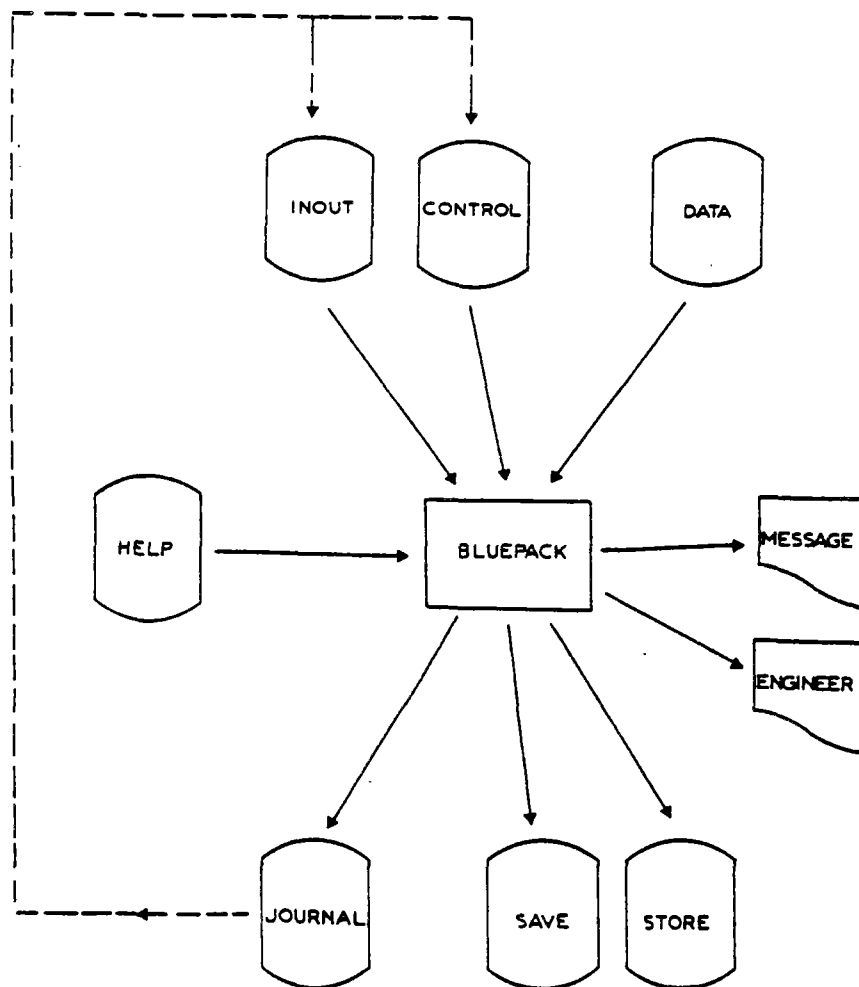 INOUT
CONTROL
DATA
HELP
BLUEPACK
MESSAGE
ENGINEER
JOURNAL
SAVE
STORE